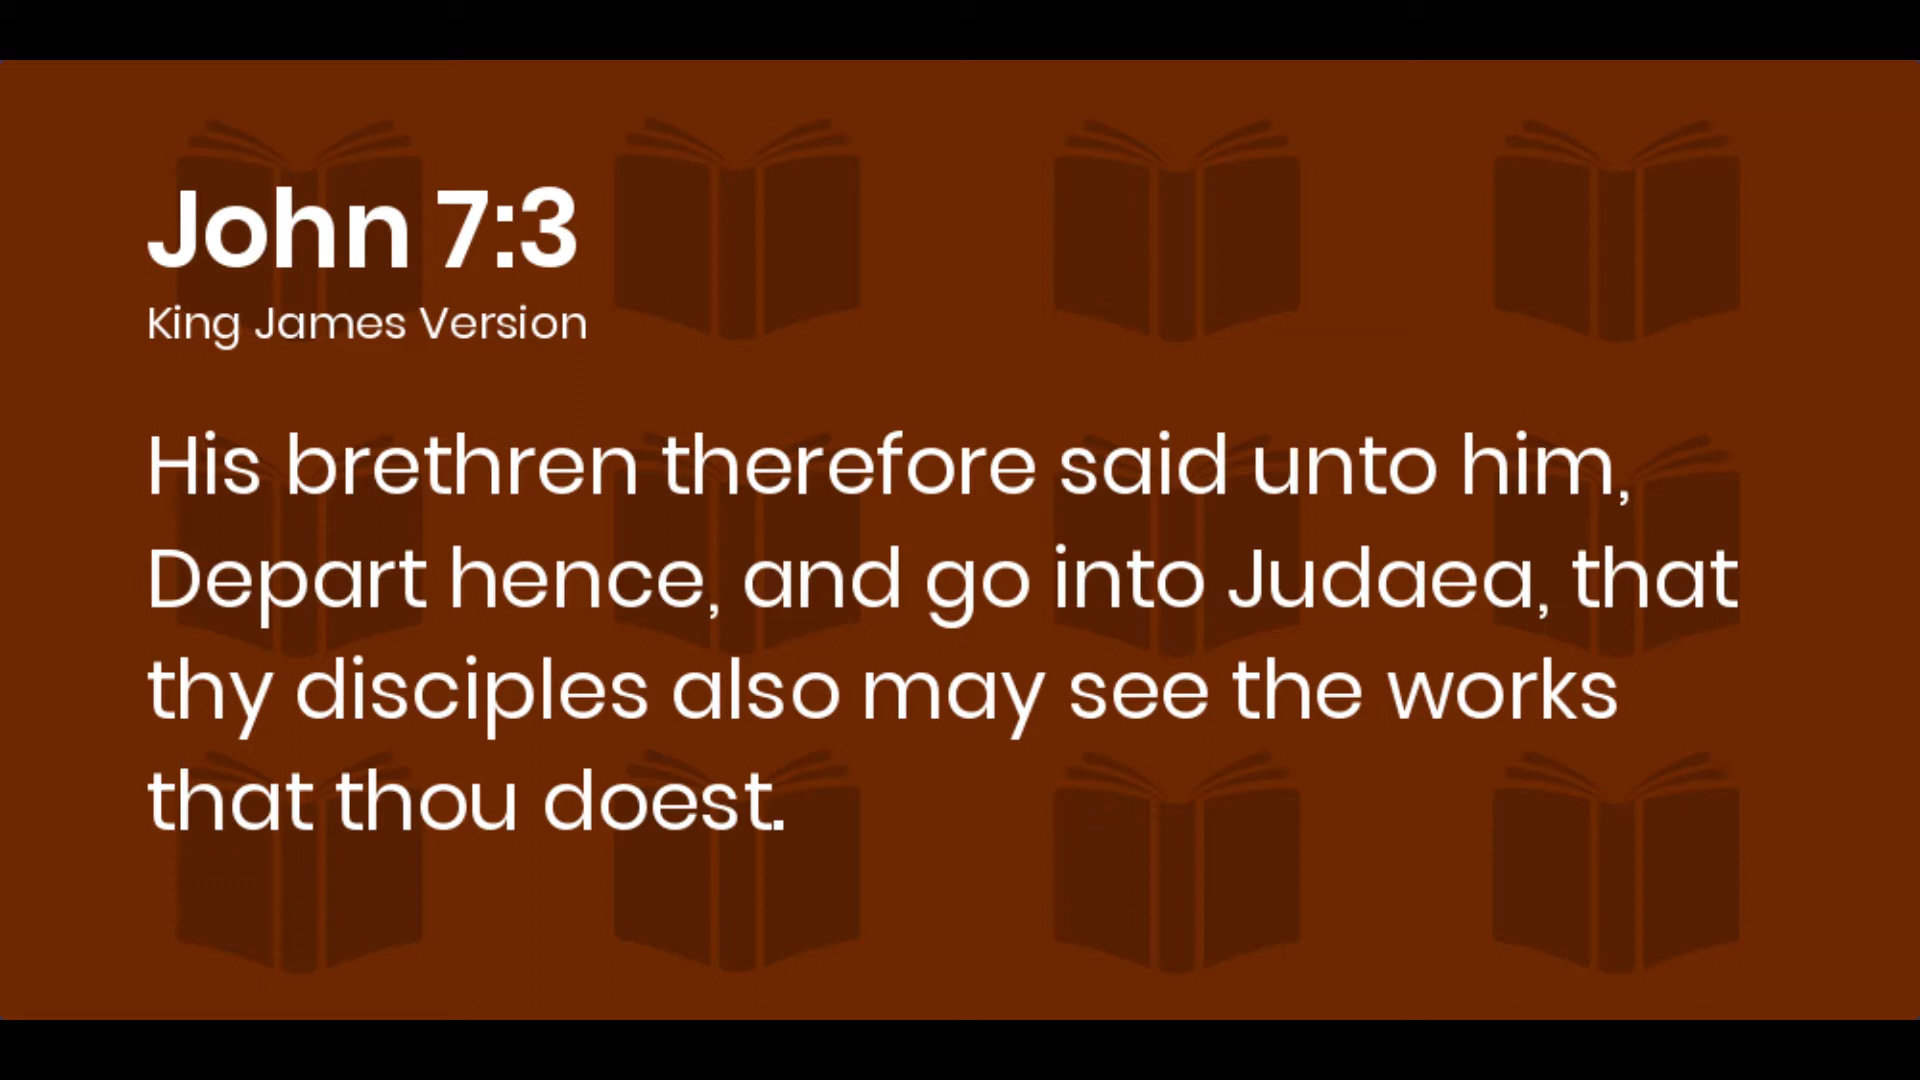 John 7:3
King James Version
His brethren therefore said unto him,
Depart hence, and go into Judaea, that
thy disciples also may see the works
that thou doest.